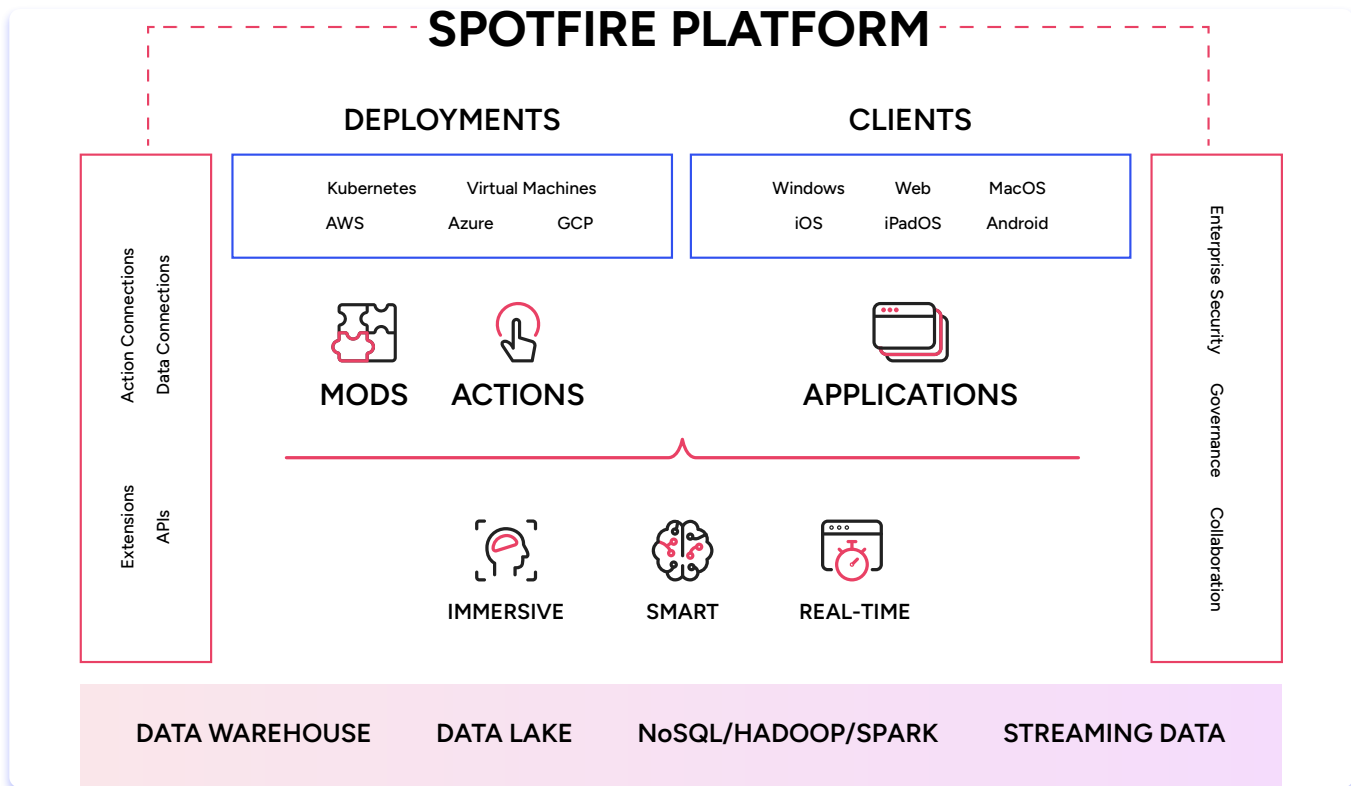 SPOTFIRE PLATFORM
DEPLOYMENTS
CLIENTS
Kubernetes Virtual Machines
AWS Azure GCP
Windows Web MacOS
iOS iPadOS Android
Action Connections
Data Connections
Extensions
APIs
MODS
ACTIONS
APPLICATIONS
Enterprise Security
Governance
Collaboration
IMMERSIVE
SMART
REAL-TIME
DATA WAREHOUSE
DATA LAKE
NoSQL/HADOOP/SPARK
STREAMING DATA